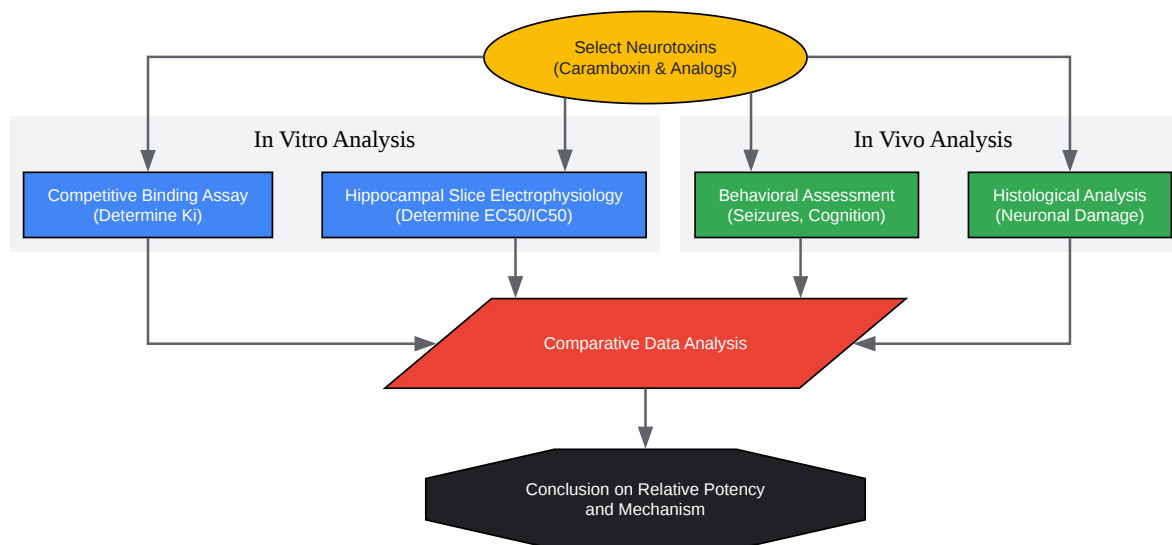 Select Neurotoxins
(Caramboxin & Analogs)
In Vitro Analysis
In Vivo Analysis
Competitive Binding Assay
(Determine Ki)
Hippocampal Slice Electrophysiology
(Determine EC50/IC50)
Behavioral Assessment
(Seizures, Cognition)
Histological Analysis
(Neuronal Damage)
Comparative Data Analysis
Conclusion on Relative Potency
and Mechanism